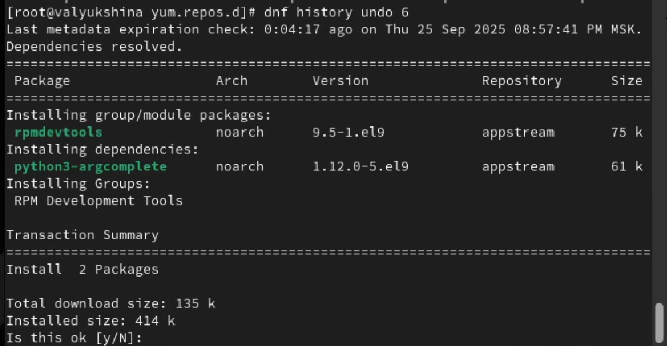 [root@valyukshina yum.repos.d]# dnf history undo 6
Last metadata expiration check: 0:04:17 ago on Thu 25 Sep 2025 08:57:41 PM MSK.
Dependencies resolved.
================================================================================
Package Arch Version Repository Size
================================================================================
Installing group/module packages:
rpmdevtools noarch 9.5-1.el9 appstream 75 k
Installing dependencies:
python3-argcomplete noarch 1.12.0-5.el9 appstream 61 k
Installing Groups:
RPM Development Tools
Transaction Summary
================================================================================
Install 2 Packages
Total download size: 135 k
Installed size: 414 k
Is this ok [y/N]: